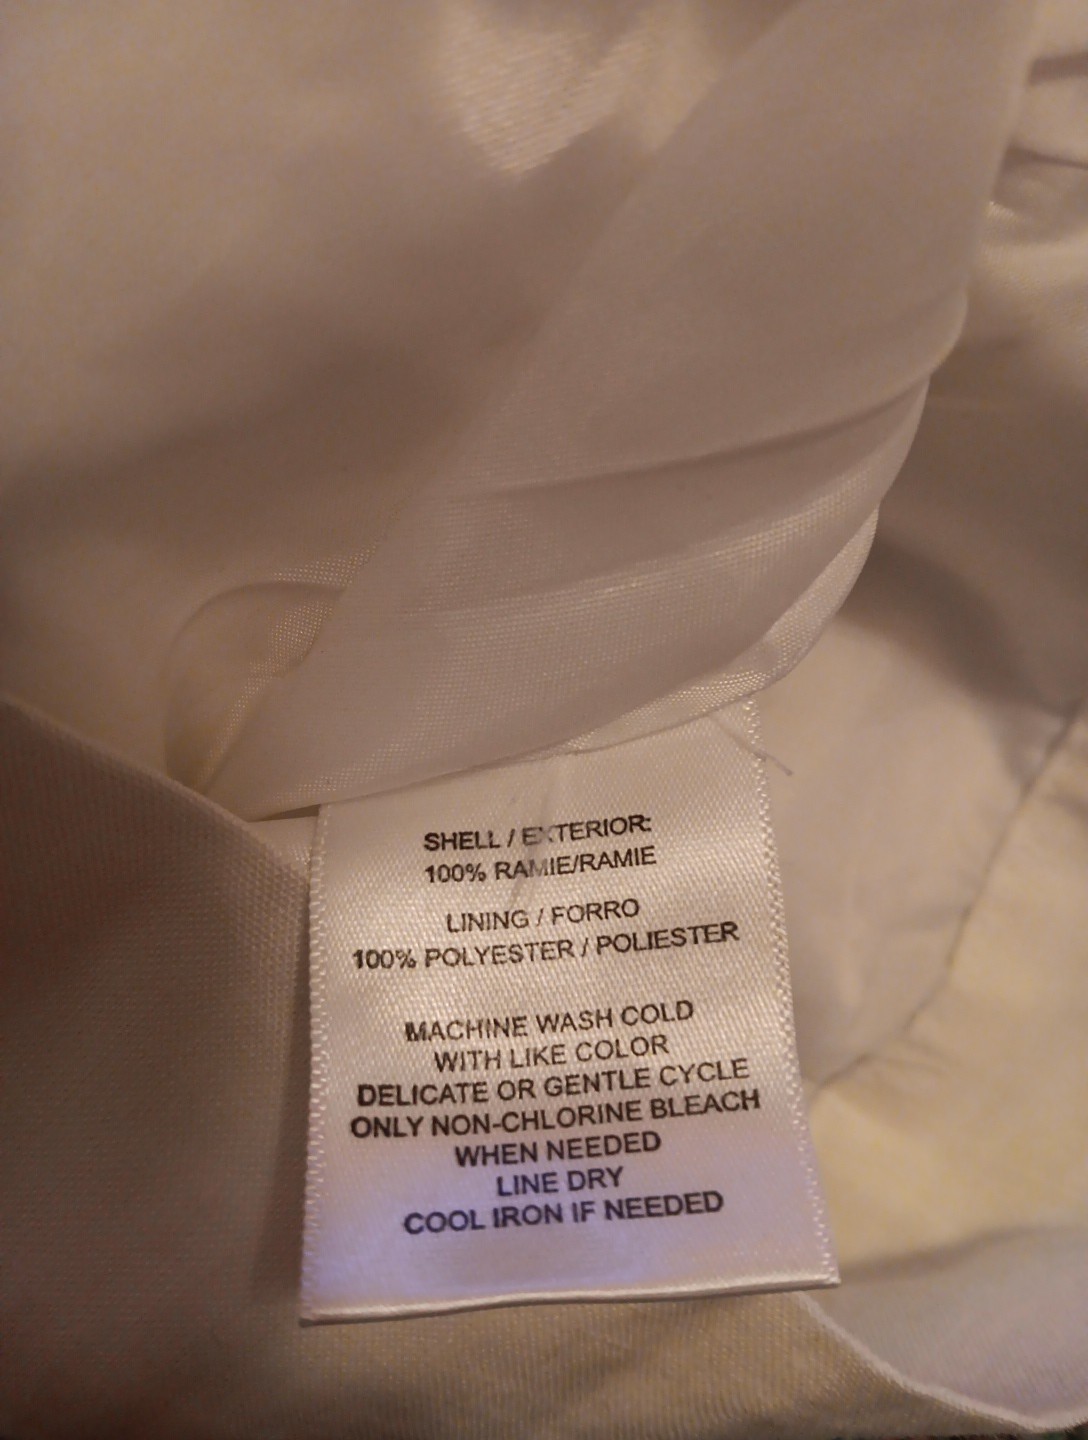 SHELL / EXTERIOR:
100% RAMIE/RAMIE
LINING / FORRO
100% POLYESTER / POLIESTER
MACHINE WASH COLD
WITH LIKE COLOR
DELICATE OR GENTLE CYCLE
ONLY NON-CHLORINE BLEACH
WHEN NEEDED
LINE DRY
COOL IRON IF NEEDED